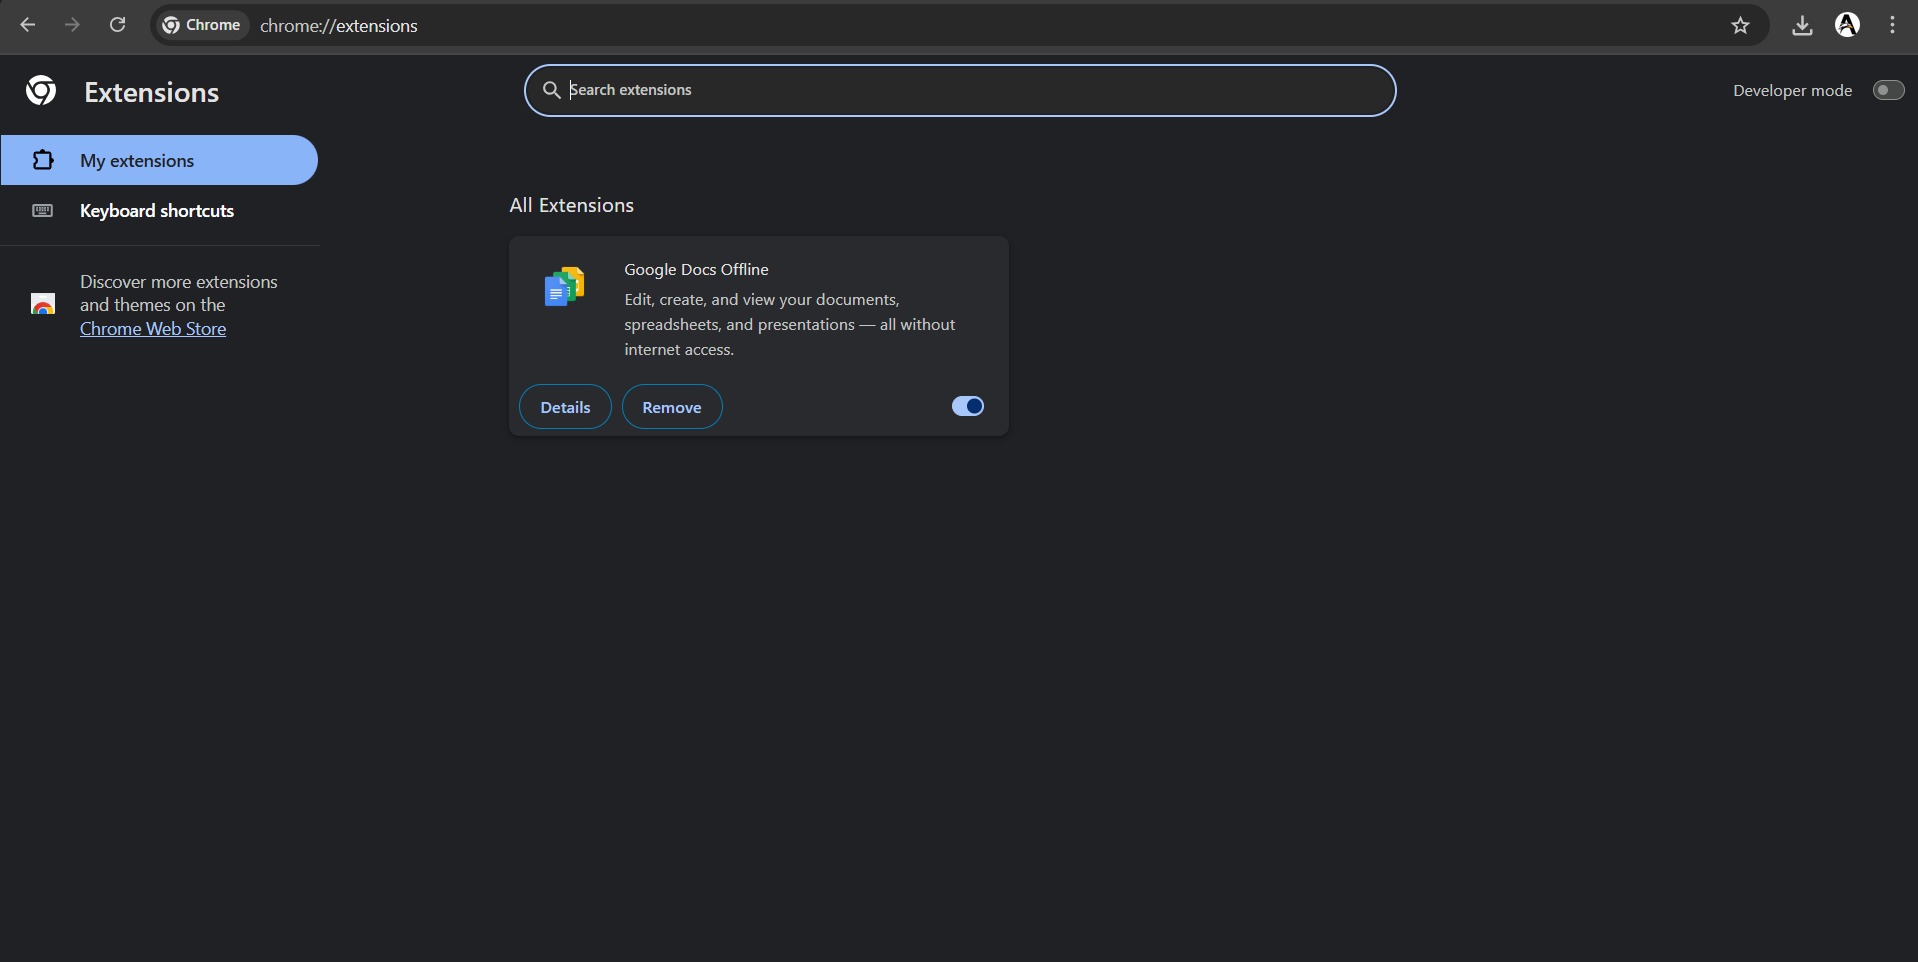 Chrome
chrome://extensions
Extensions
Search extensions
Developer mode
My extensions
Keyboard shortcuts
Discover more extensions
and themes on the
Chrome Web Store
All Extensions
Google Docs Offline
Edit, create, and view your documents,
spreadsheets, and presentations — all without
internet access.
Details
Remove